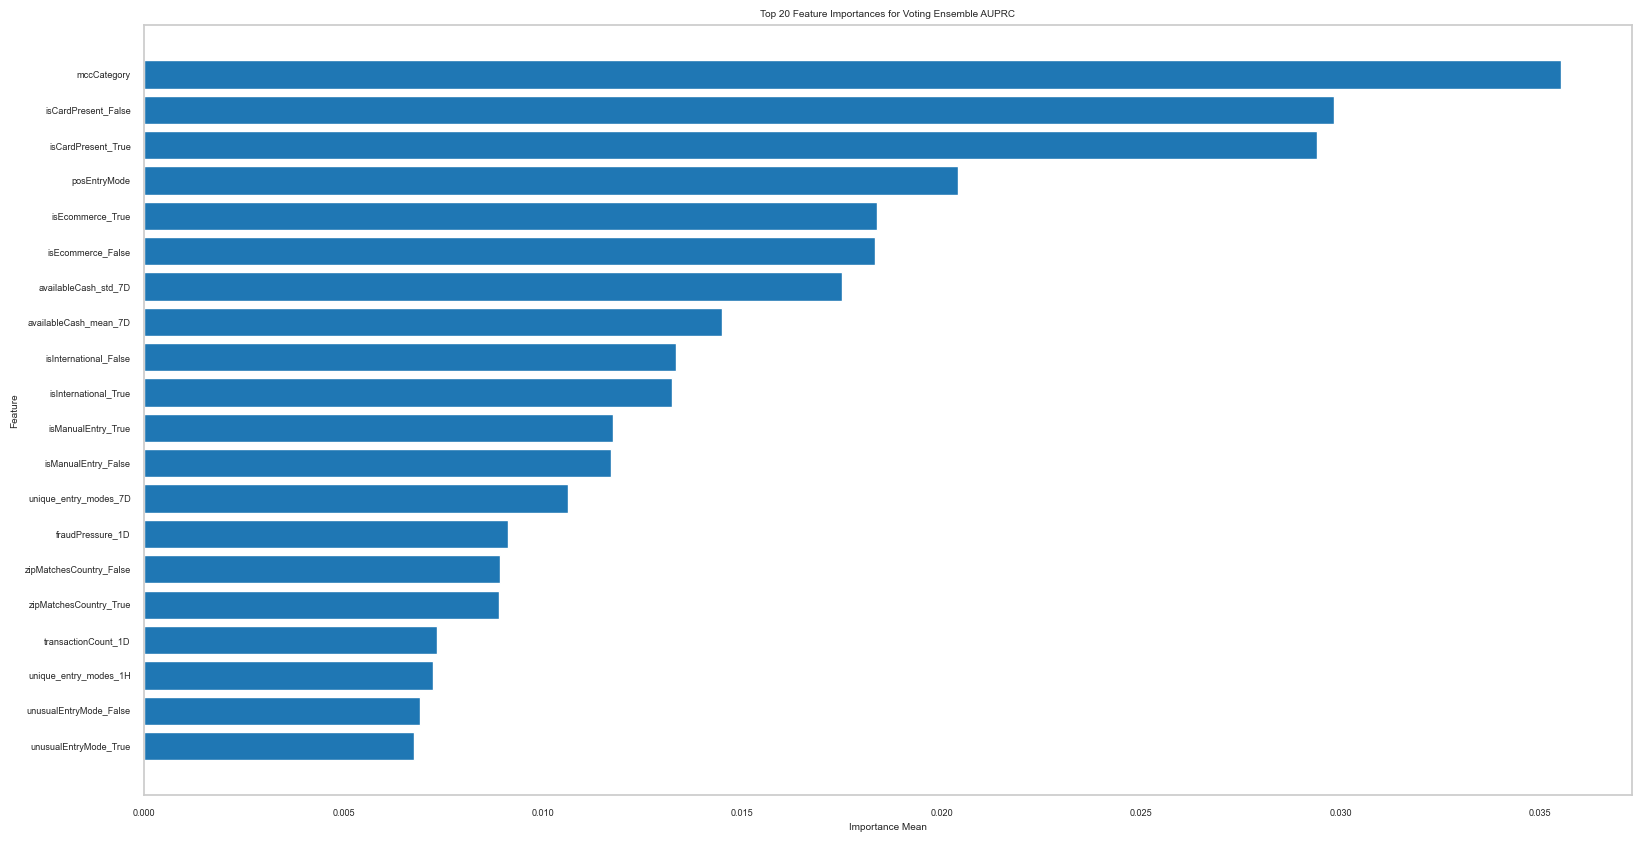 Top 20 Feature Importances for Voting Ensemble AUPRC
mccCategory
isCardPresent_False
isCardPresent_True
posEntryMode
isEcommerce_True
isEcommerce_False
availableCash_std_7D
availableCash_mean_7D
isInternational_False
isInternational_True
isManualEntry_True
isManualEntry_False
unique_entry_modes_7D
fraudPressure_1D
zipMatchesCountry_False
zipMatchesCountry_True
transactionCount_1D
unique_entry_modes_1H
unusualEntryMode_False
unusualEntryMode_True
Feature
0.000 0.005 0.010 0.015 0.020 0.025 0.030 0.035
Importance Mean